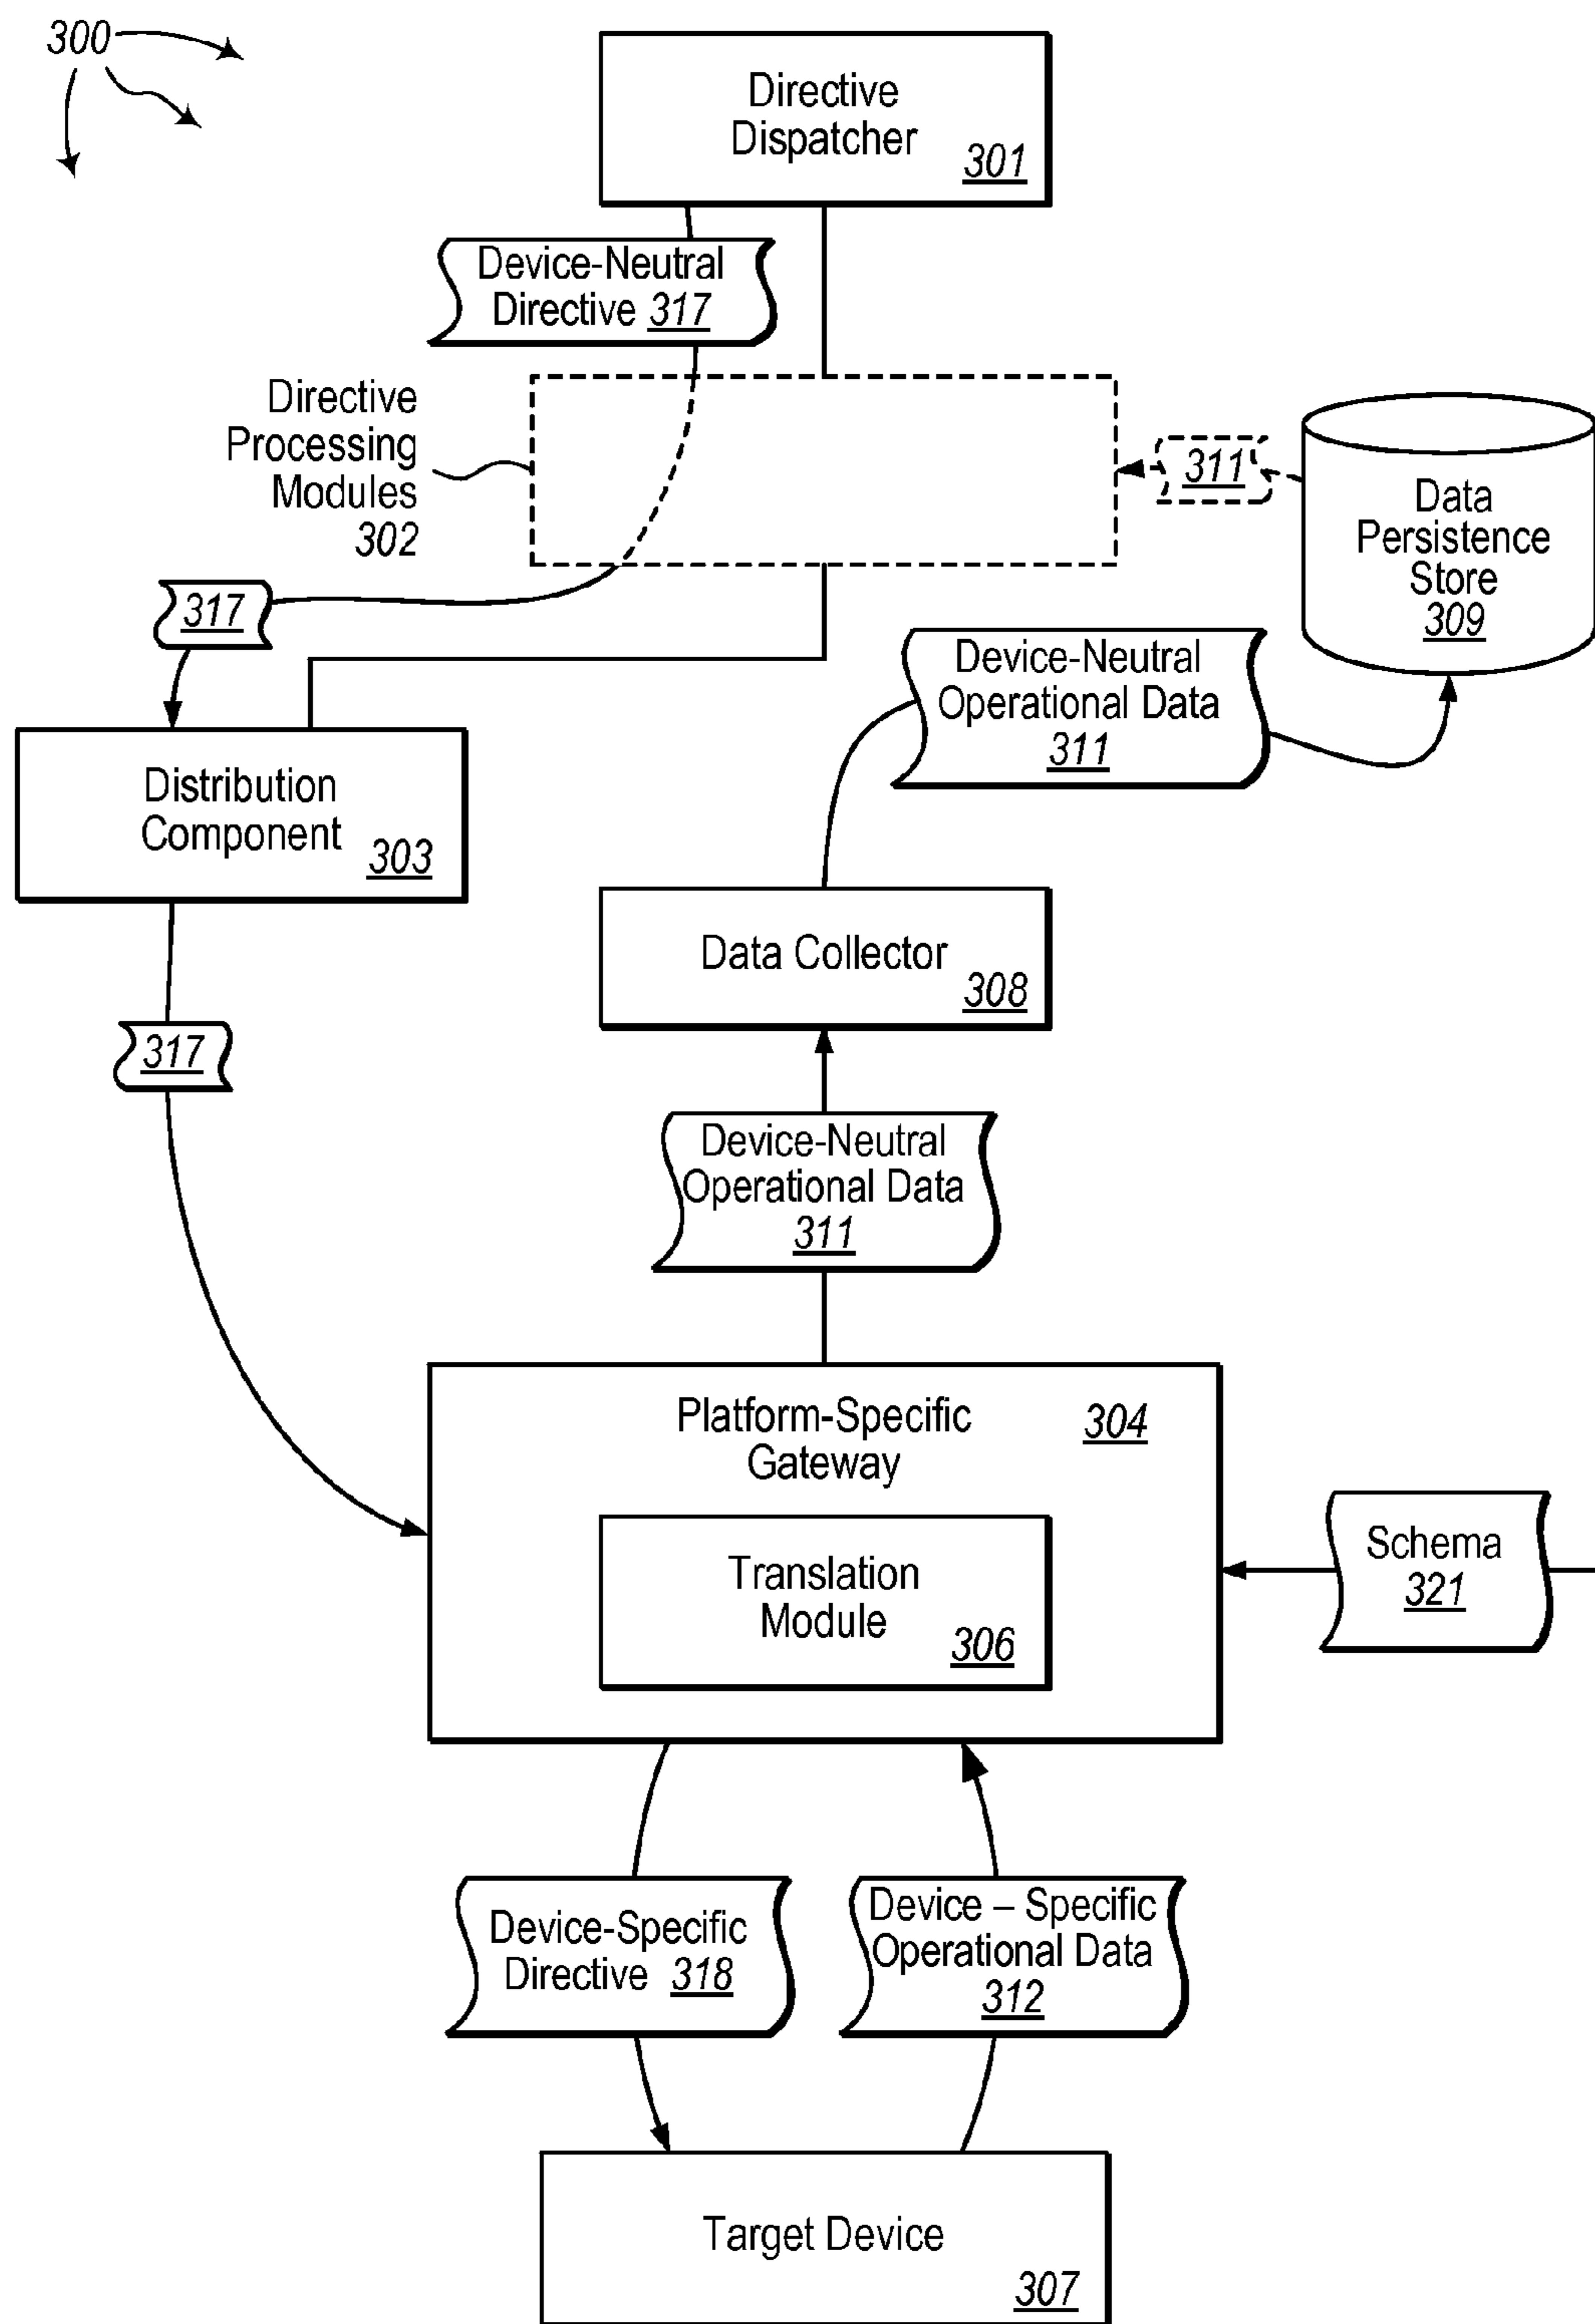 300
Directive
Dispatcher
301
Device-Neutral
Directive 317
Directive
Processing
Modules
302
311
Data
Persistence
Store
309
317
Device-Neutral
Operational Data
311
Distribution
Component
303
Data Collector
308
317
Device-Neutral
Operational Data
311
Platform-Specific
Gateway
304
Schema
321
Translation
Module
306
Device-Specific
Directive 318
Device – Specific
Operational Data
312
Target Device
307